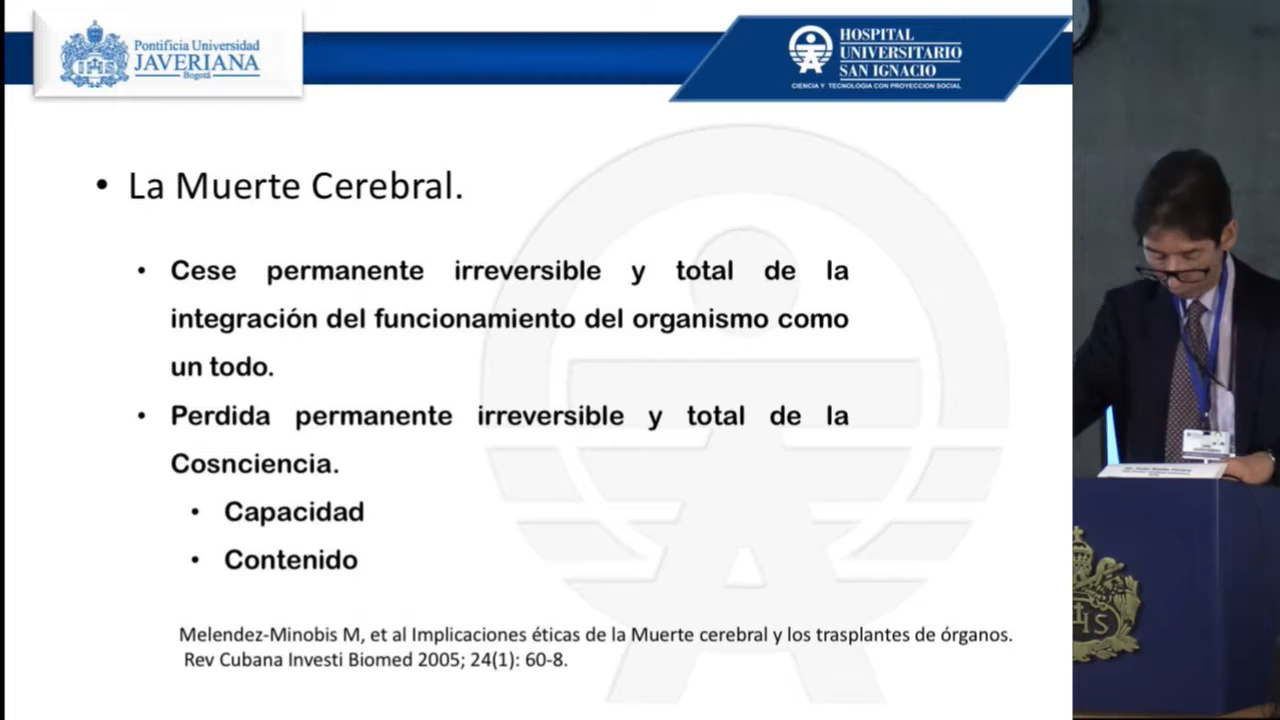 Pontificia Universidad
JAVERIANA
Bogotá
HOSPITAL
UNIVERSITARIO
SAN IGNACIO
CIENCIA Y TECNOLOGIA CON PROYECCION SOCIAL
• La Muerte Cerebral.
• Cese permanente irreversible y total de la
integración del funcionamiento del organismo como
un todo.
• Perdida permanente irreversible y total de la
Cosnciencia.
• Capacidad
• Contenido
Melendez-Minobis M, et al Implicaciones éticas de la Muerte cerebral y los trasplantes de órganos.
Rev Cubana Investi Biomed 2005; 24(1): 60-8.
IHS